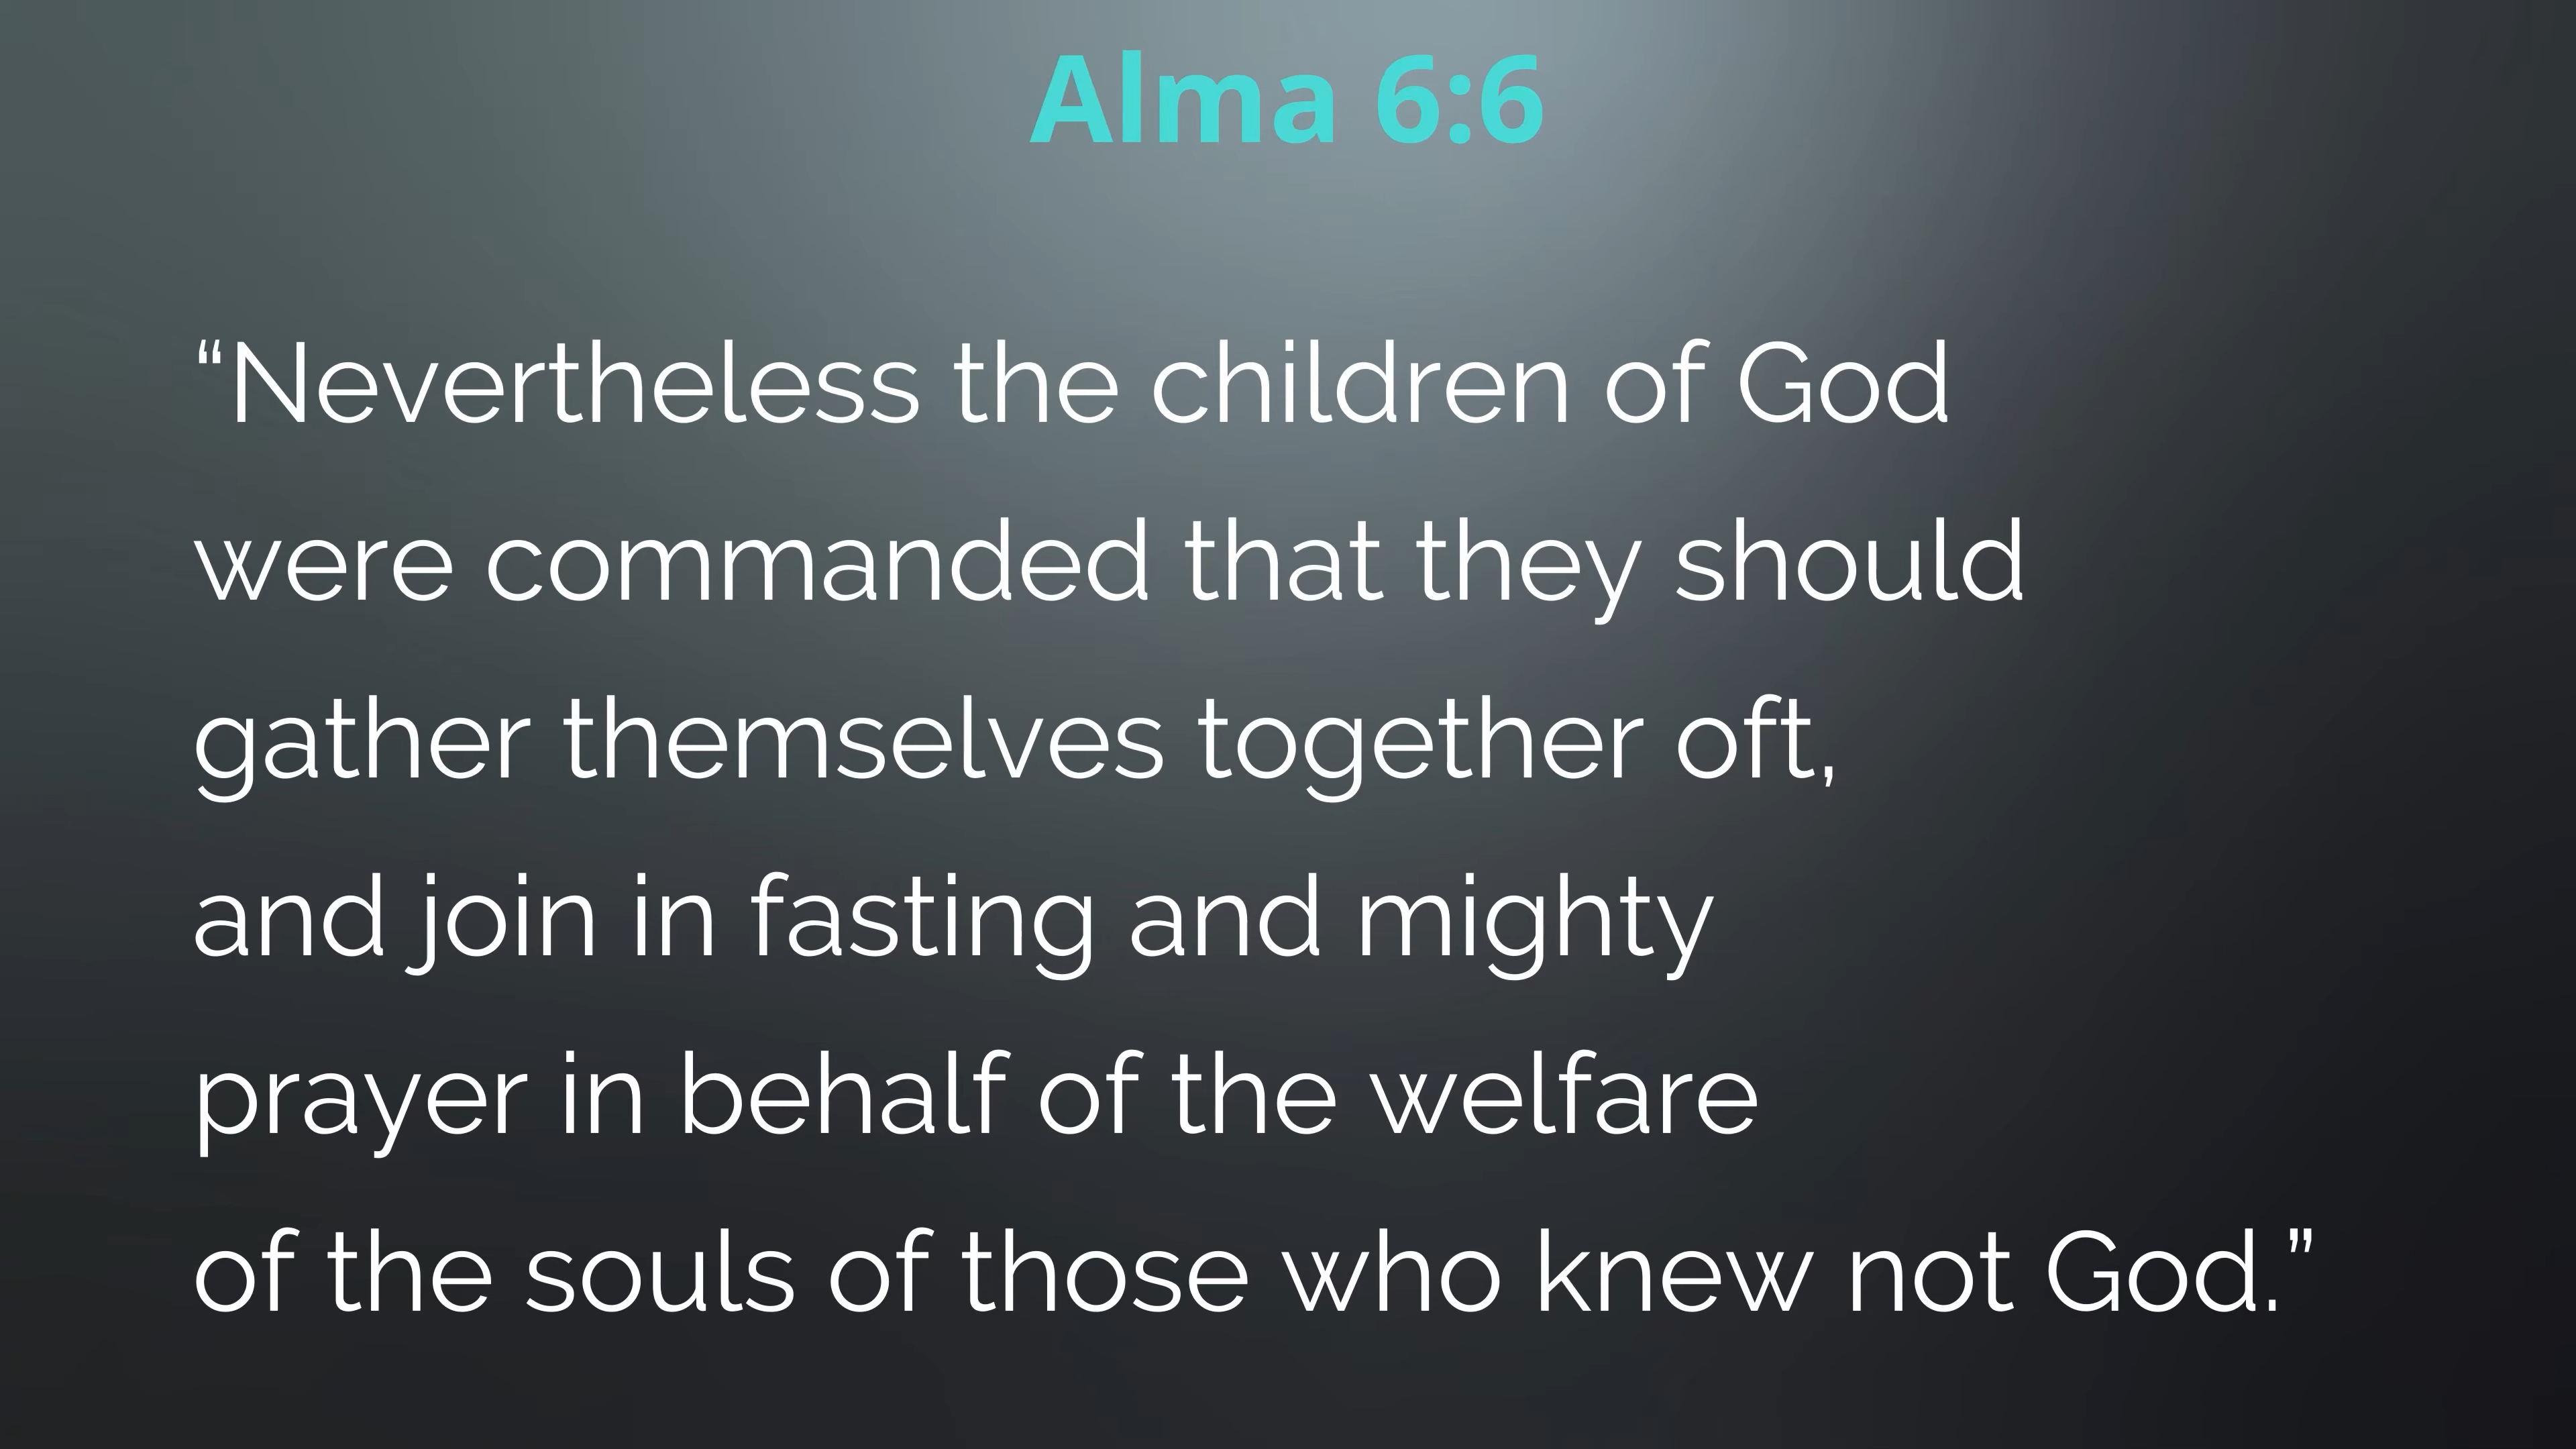 Alma 6:6
“Nevertheless the children of God
were commanded that they should
gather themselves together oft,
and join in fasting and mighty
prayer in behalf of the welfare
of the souls of those who knew not God.”